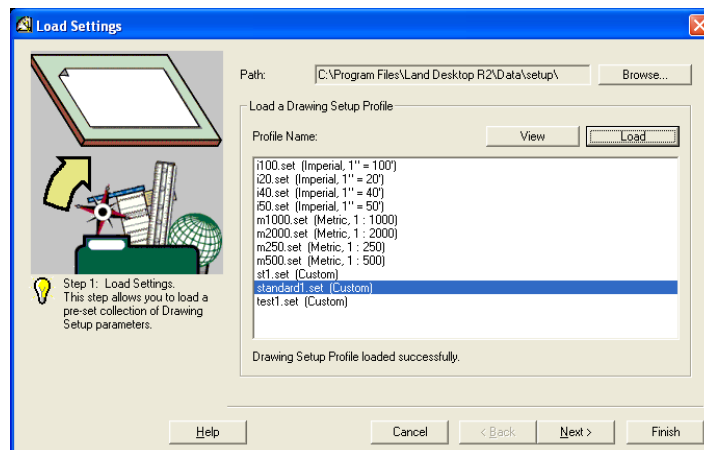 Load Settings
Path:
C:\Program Files\Land Desktop R2\Data\setup\
Browse...
Load a Drawing Setup Profile
Profile Name:
View
Load
i100.set (Imperial, 1" = 100')
i20.set (Imperial, 1" = 20')
i40.set (Imperial, 1" = 40')
i50.set (Imperial, 1" = 50')
m1000.set (Metric, 1 : 1000)
m2000.set (Metric, 1 : 2000)
m250.set (Metric, 1 : 250)
m500.set (Metric, 1 : 500)
st1.set (Custom)
standard1.set (Custom)
test1.set (Custom)
Drawing Setup Profile loaded successfully.
Step 1: Load Settings.
This step allows you to load a
pre-set collection of Drawing
Setup parameters.
Help
Cancel
< Back
Next >
Finish